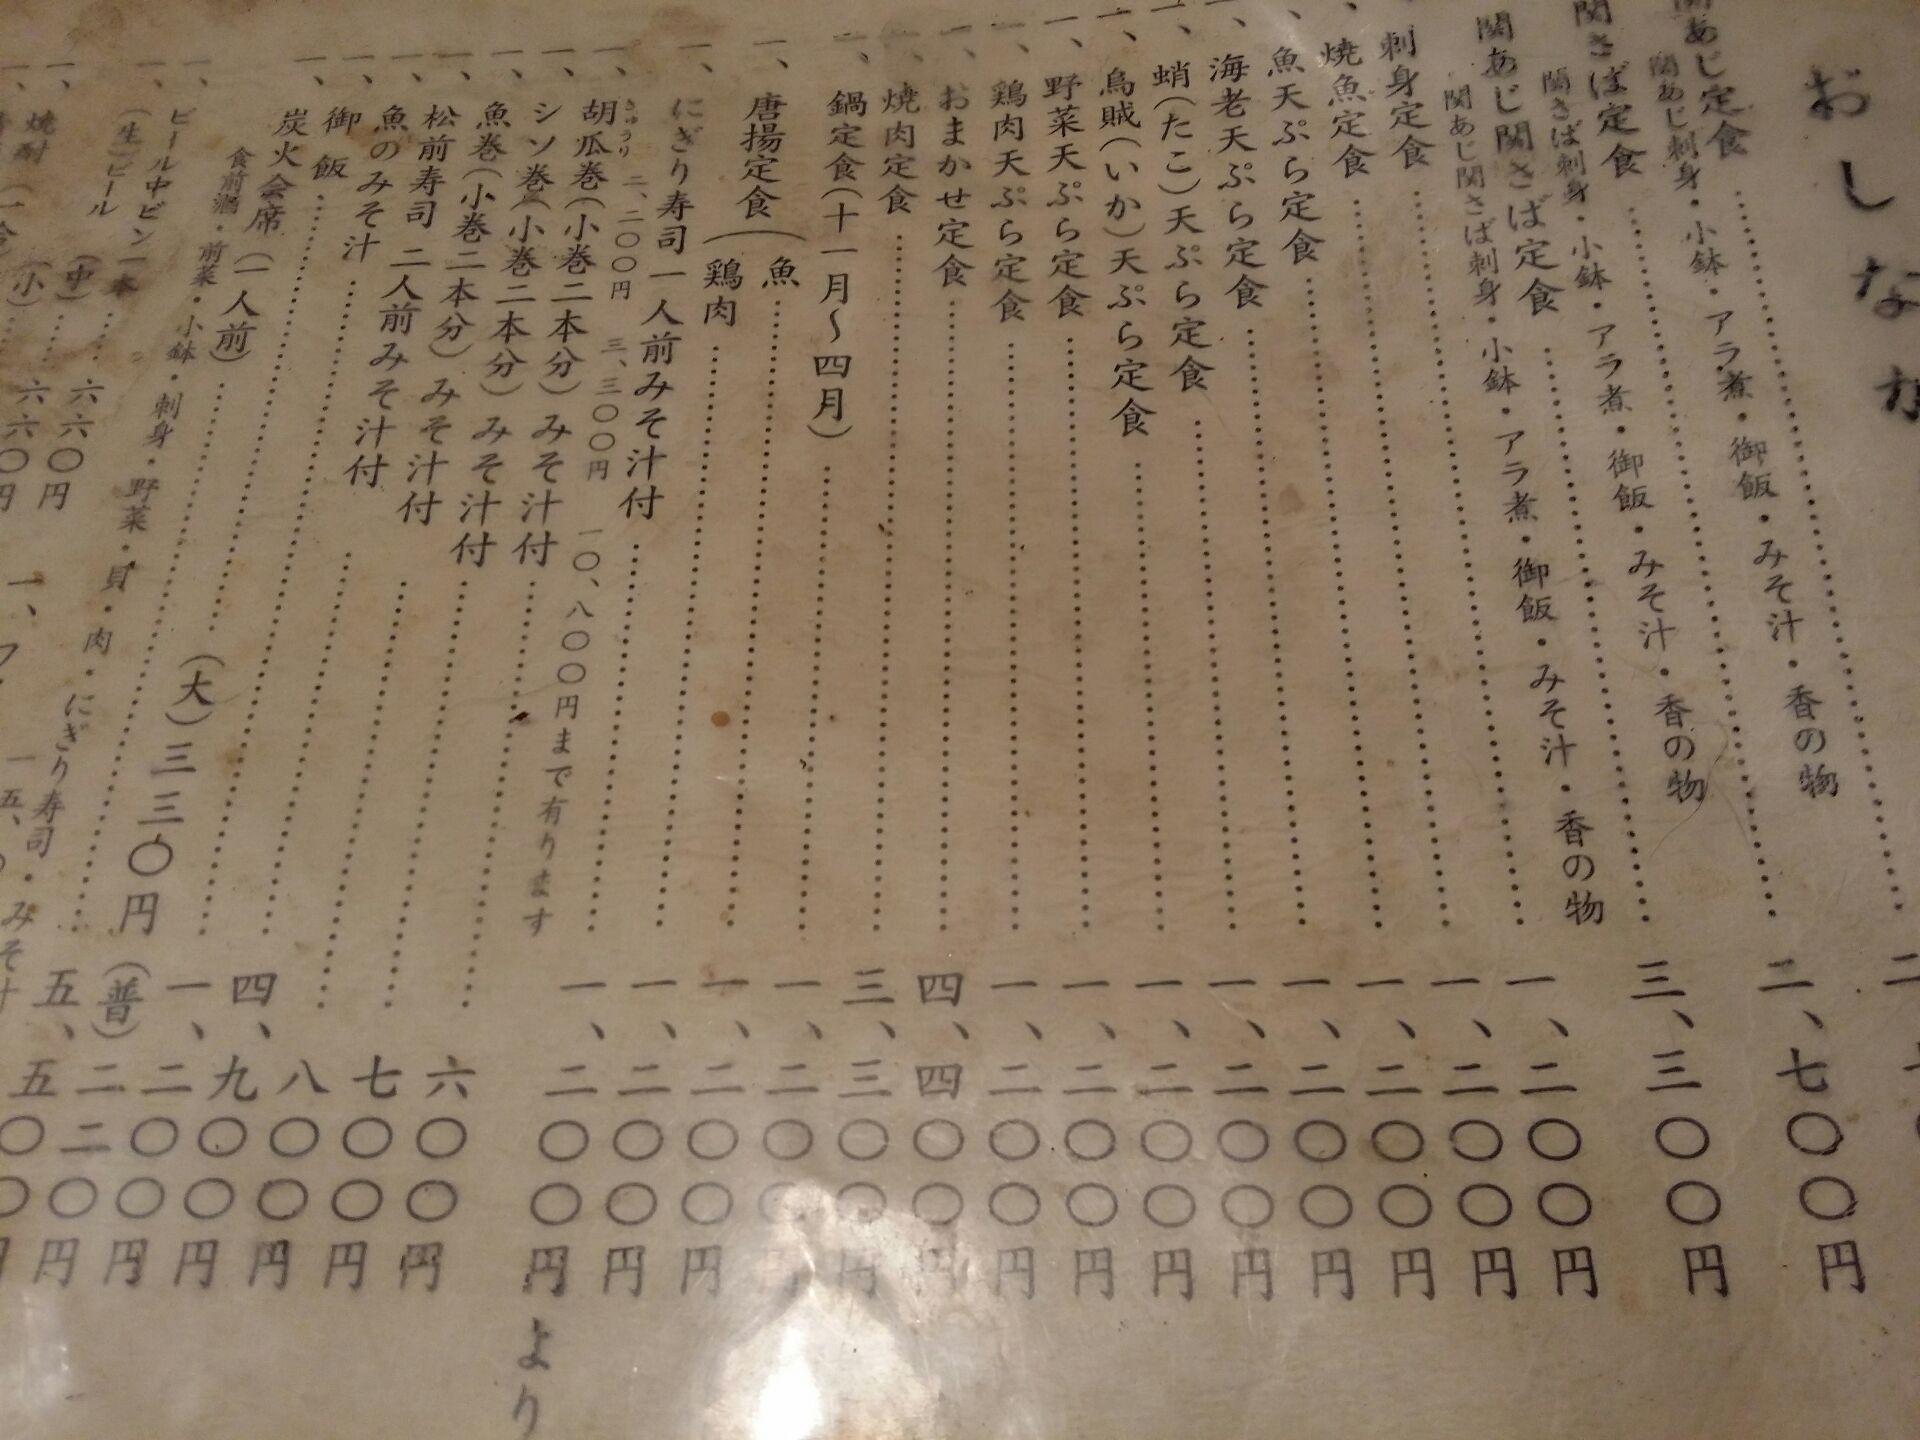 おしながき
関あじ定食
関あじ刺身・小鉢・アラ煮・御飯・みそ汁・香の物
関さば定食……二、七〇〇円
関さば刺身・小鉢・アラ煮・御飯・みそ汁・香の物
関あじ関さば定食……三、三〇〇円
関あじ関さば刺身・小鉢・アラ煮・御飯・みそ汁・香の物
一、刺身定食……一、二〇〇円
一、焼魚定食……一、二〇〇円
一、魚天ぷら定食……一、二〇〇円
一、海老天ぷら定食……一、二〇〇円
一、蛸(たこ)天ぷら定食……一、二〇〇円
一、烏賊(いか)天ぷら定食……一、二〇〇円
一、野菜天ぷら定食……一、二〇〇円
一、鶏肉天ぷら定食……一、二〇〇円
一、おまかせ定食……四、四〇〇円
一、焼肉定食……三、三〇〇円
一、鍋定食(十一月〜四月)……一、二〇〇円
一、唐揚定食(魚……一、二〇〇円
鶏肉……一、二〇〇円
一、にぎり寿司一人前みそ汁付……一、二〇〇円より
二、二〇〇円 三、三〇〇円 一〇、八〇〇円まで有ります
きゅうり
一、胡瓜巻(小巻二本分)みそ汁付……六〇〇円
一、シソ巻(小巻二本分)みそ汁付……七〇〇円
一、魚巻(小巻二本分)みそ汁付……八〇〇円
一、松前寿司 二人前みそ汁付……四、九〇〇円
一、魚のみそ汁……一、二〇〇円
一、御飯……(大)三三〇円(普)二二〇円
一、炭火会席(一人前)……五、五〇〇円
食前酒・前菜・小鉢・刺身・野菜・貝・肉・にぎり寿司・みそ汁
一、ビール中ビン一本
一、(生)ビール(中)……六六〇円
(小)……六六〇円
一、焼酎